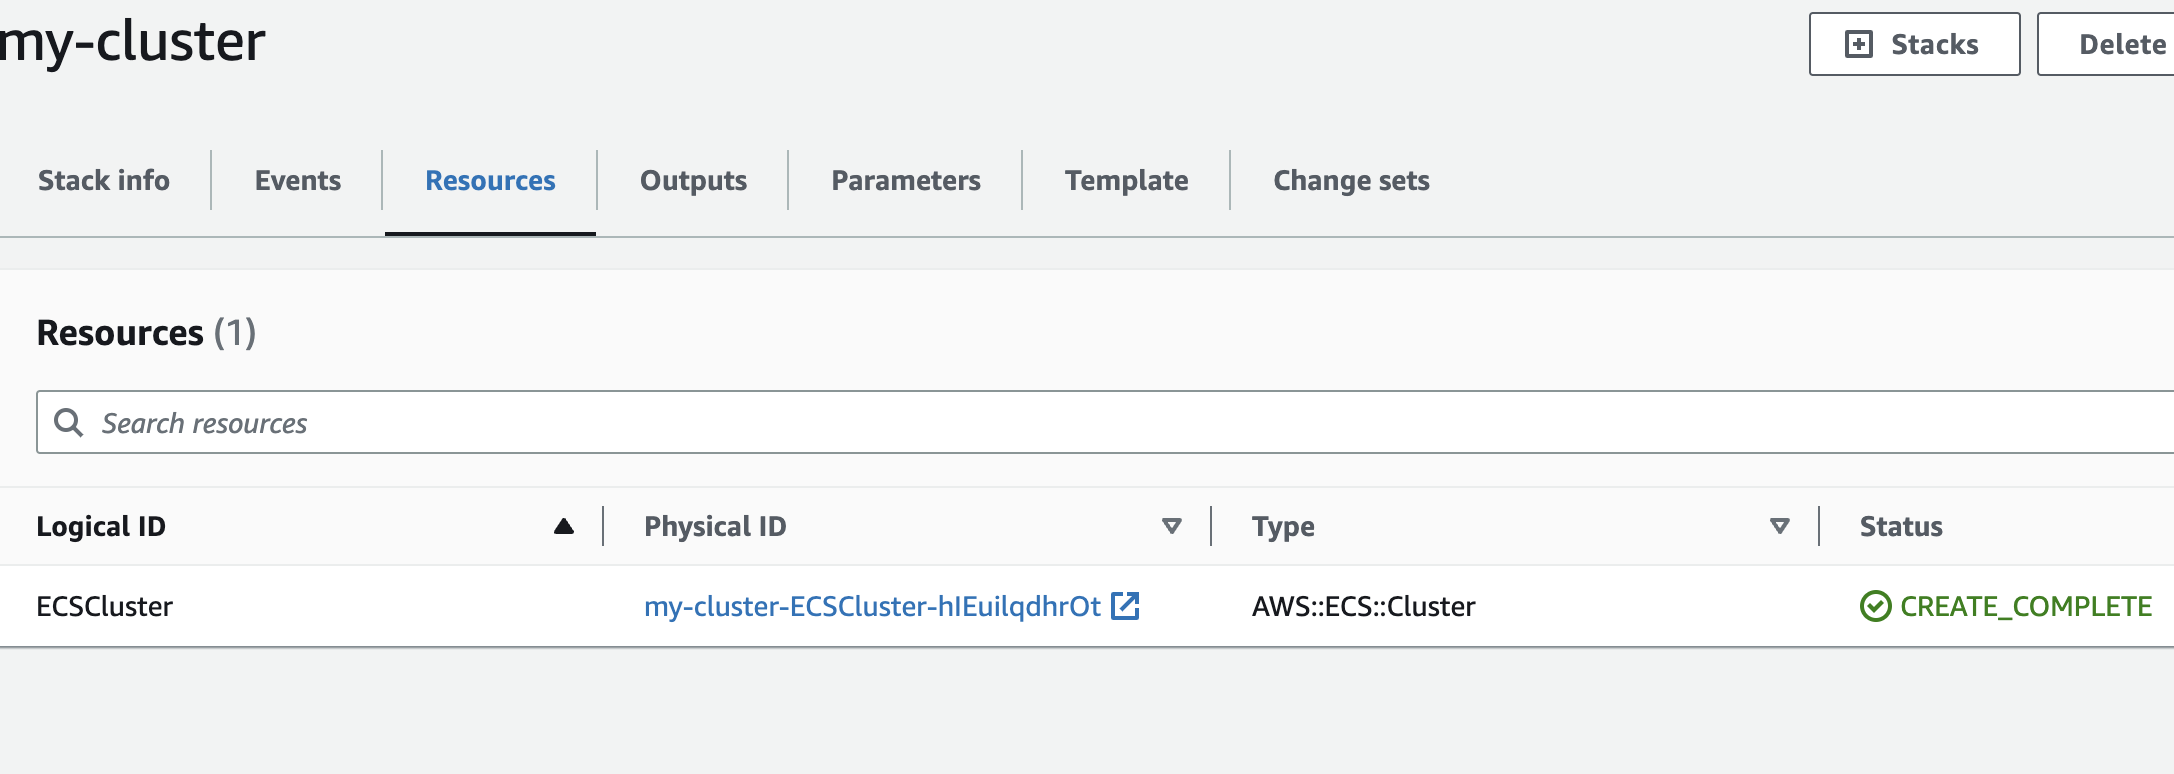 my-cluster
Stacks
Delete
Stack info
Events
Resources
Outputs
Parameters
Template
Change sets
Resources (1)
Search resources
Logical ID
Physical ID
Type
Status
ECSCluster
my-cluster-ECSCluster-hIEuilqdhrOt
AWS::ECS::Cluster
CREATE_COMPLETE